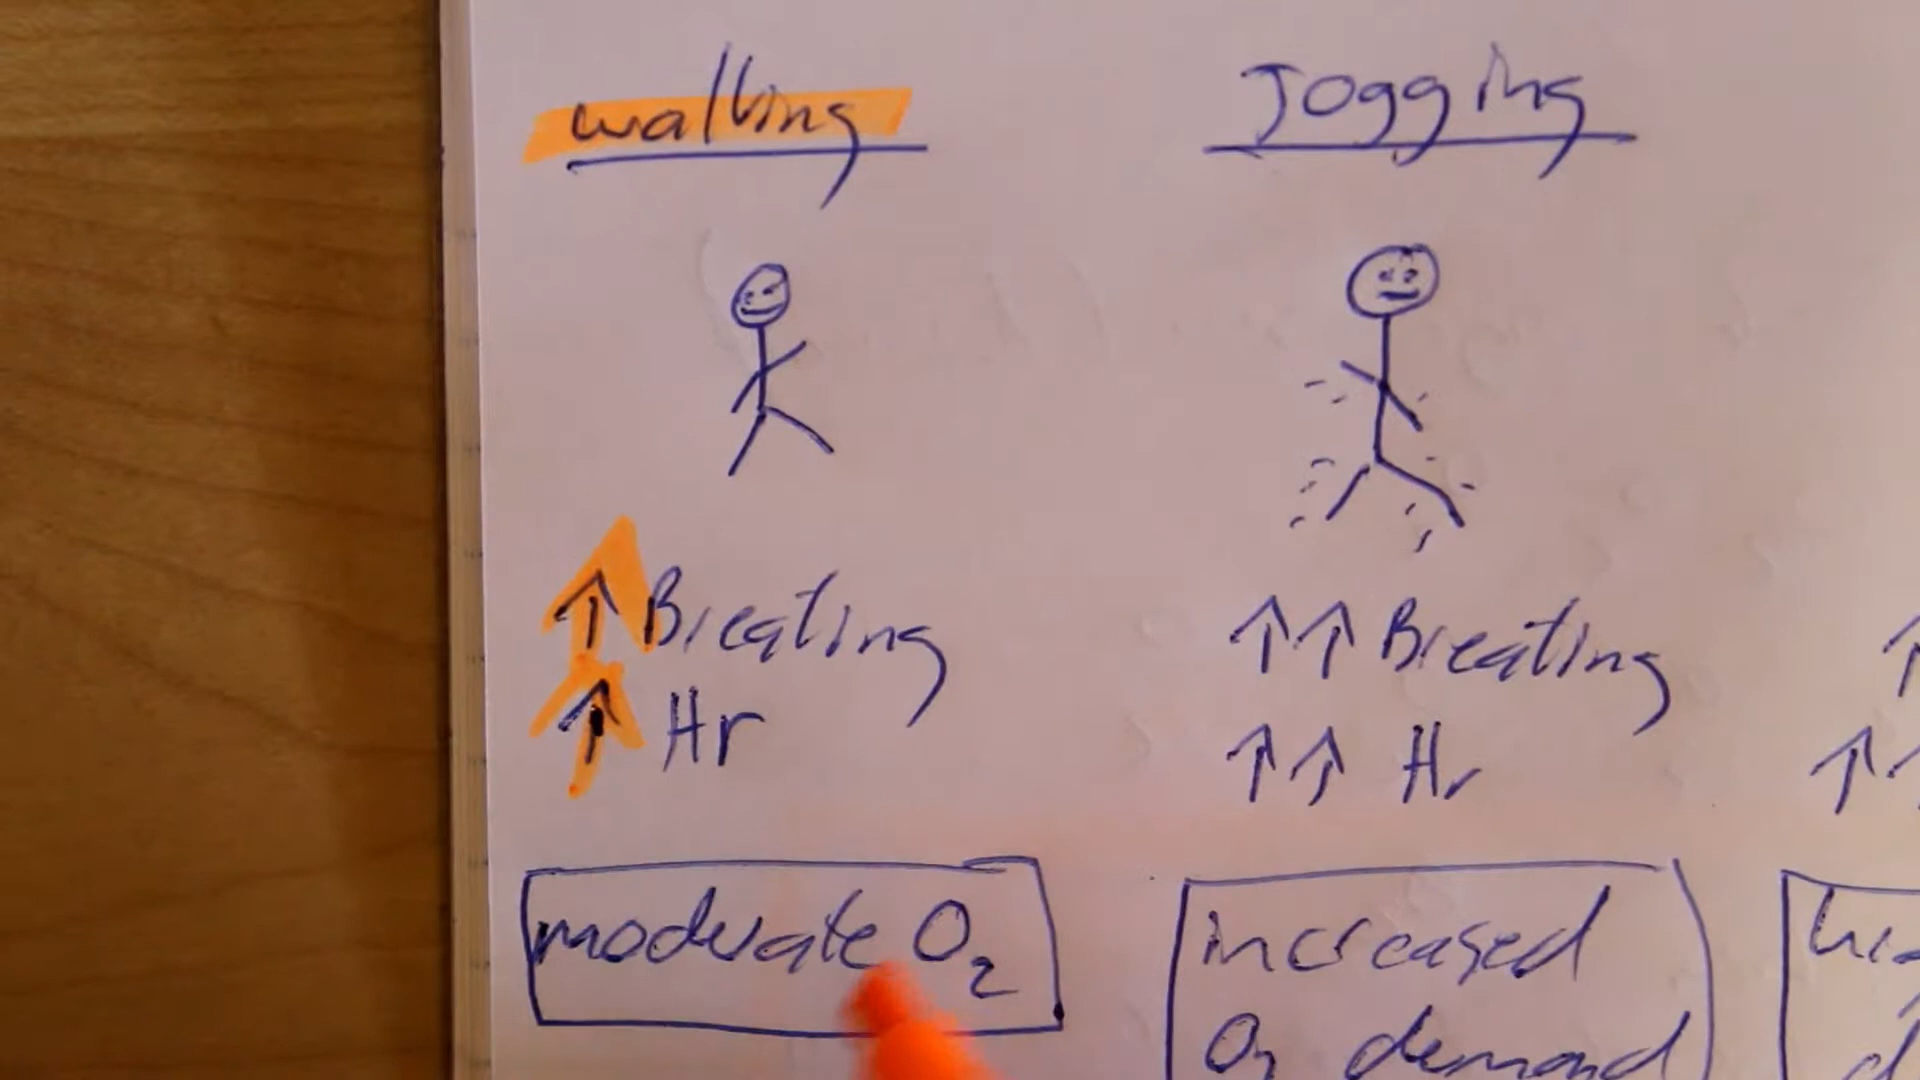 walking
Jogging
↑ Breating
↑ Hr
↑↑ Breating
↑↑ Hr
moderate O2
increased
O2 demand